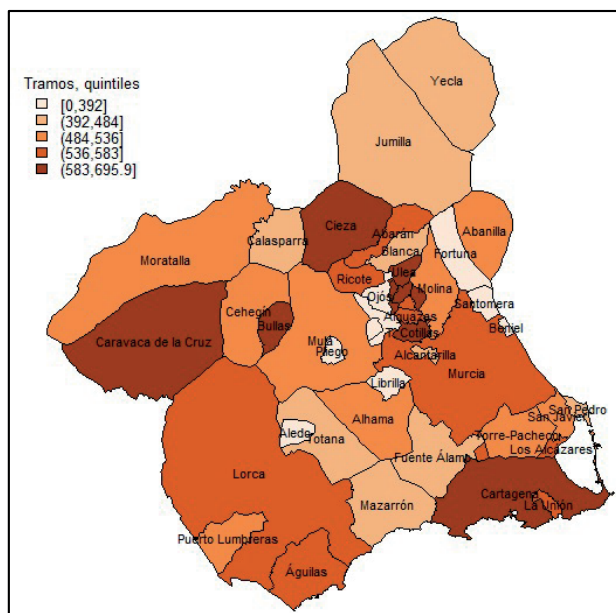 Tramos, quintiles
[0,392]
(392,484]
(484,536]
(536,583]
(583,695.9]
Yecla
Jumilla
Cieza
Abarán
Abanilla
Calasparra
Blanca
Fortuna
Moratalla
Ricote
Ulea
Ojós
Molina
Santomera
Cehegín
Bullas
Alguazas
Beniel
Caravaca de la Cruz
Mula
Pliego
Cotillas
Alcantarilla
Murcia
Librilla
San Pedro
San Javier
Aledo
Totana
Alhama
Torre-Pacheco
Los Alcázares
Fuente Álamo
Lorca
Cartagena
La Unión
Mazarrón
Puerto Lumbreras
Águilas